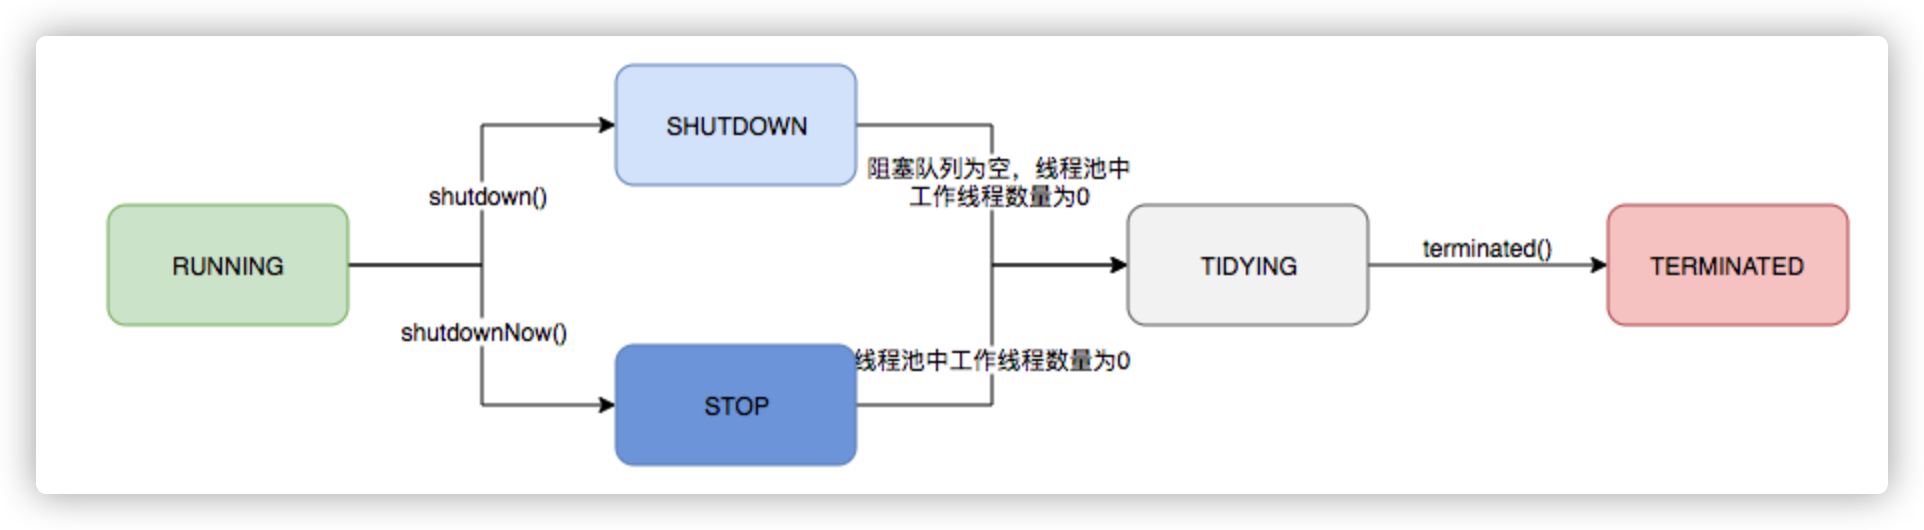 SHUTDOWN
阻塞队列为空，线程池中
工作线程数量为0
shutdown()
RUNNING
TIDYING
terminated()
TERMINATED
shutdownNow()
线程池中工作线程数量为0
STOP